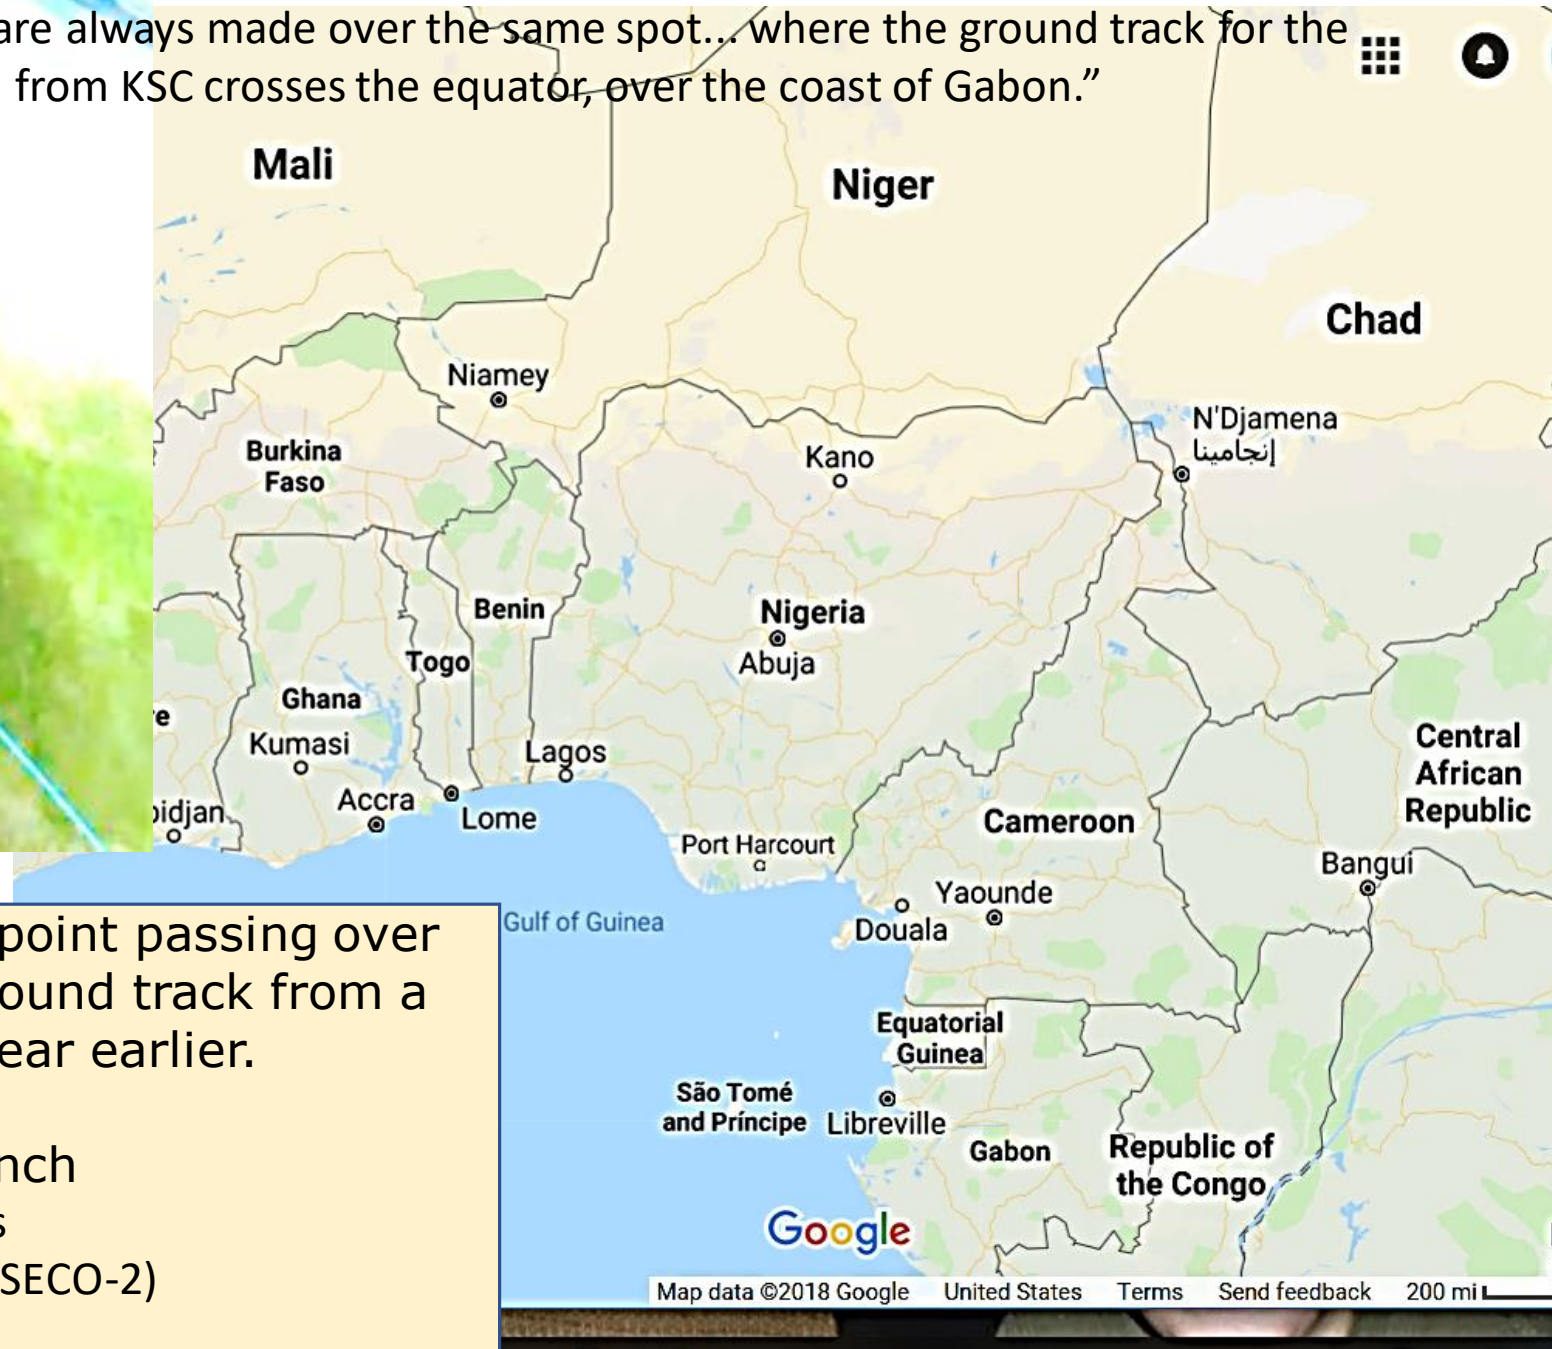 are always made over the same spot... where the ground track for the
from KSC crosses the equator, over the coast of Gabon.”
Mali
Niger
Chad
Niamey
N'Djamena
إنجامينا
Burkina
Faso
Kano
Benin
Nigeria
Abuja
Togo
Ghana
Kumasi
Lagos
Central
African
Republic
Accra
Lome
Cameroon
Port Harcourt
Bangui
Yaounde
Douala
Gulf of Guinea
point passing over
ound track from a
ear earlier.
nch
s
SECO-2)
Equatorial
Guinea
São Tomé
and Príncipe
Libreville
Gabon
Republic of
the Congo
Google
Map data ©2018 Google United States Terms Send feedback 200 mi